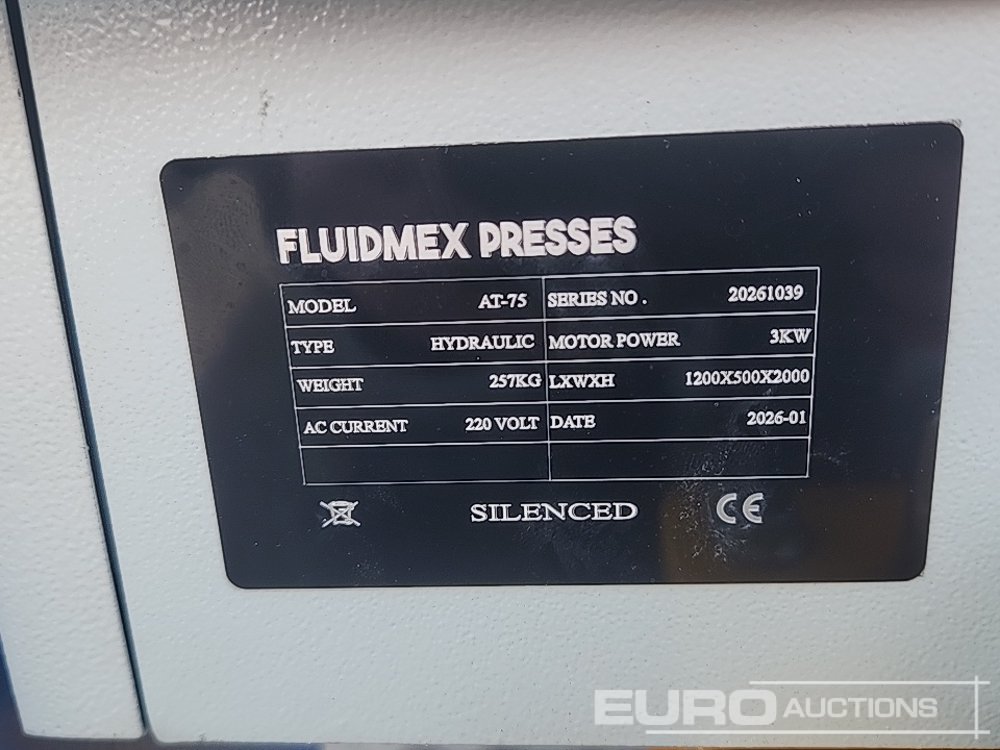 FLUIDMEX PRESSES
MODEL AT-75 SERIES NO. 20261039
TYPE HYDRAULIC MOTOR POWER 3KW
WEIGHT 257KG LXWXH 1200X500X2000
AC CURRENT 220 VOLT DATE 2026-01
SILENCED CE
EURO AUCTIONS